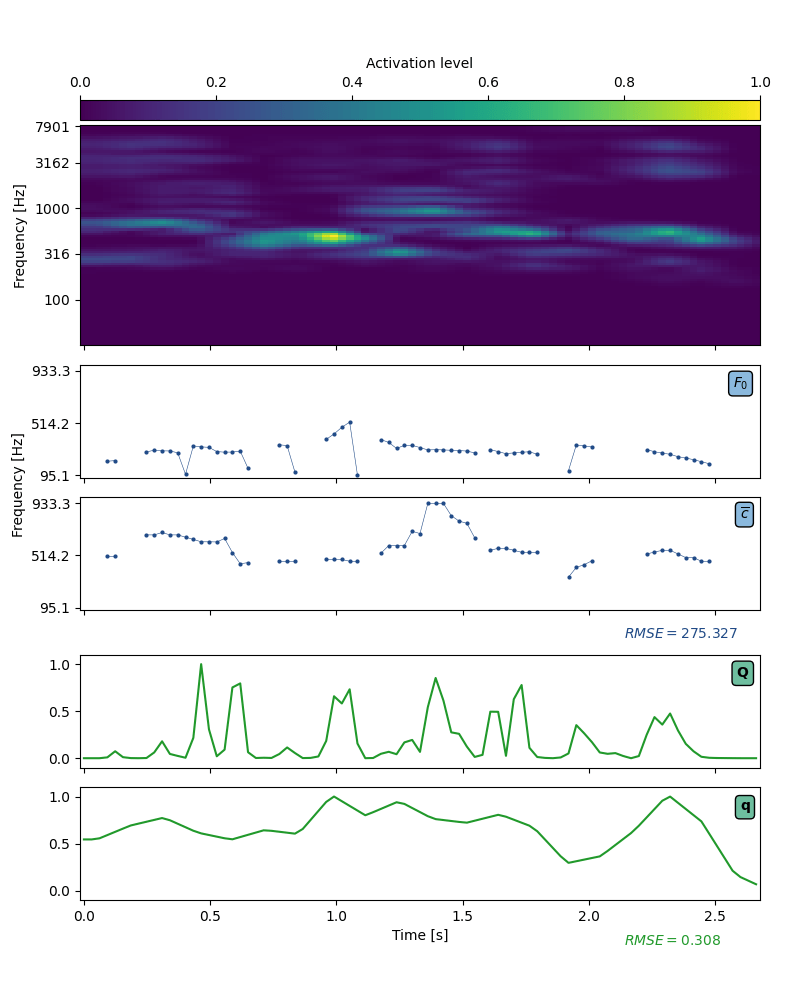 Activation level
0.0 0.2 0.4 0.6 0.8 1.0
7901
3162
1000
316
100
Frequency [Hz]
933.3
514.2
95.1
F₀
Frequency [Hz]
933.3
514.2
95.1
c̅
RMSE = 275.327
1.0
0.5
0.0
Q
1.0
0.5
0.0
q
0.0 0.5 1.0 1.5 2.0 2.5
Time [s]
RMSE = 0.308